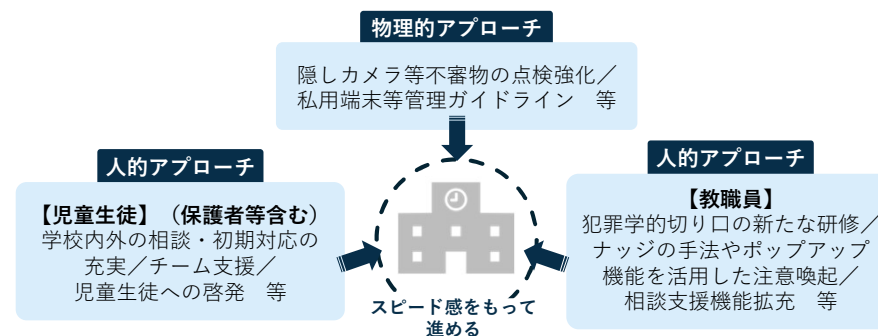 物理的アプローチ
隠しカメラ等不審物の点検強化／
私用端末等管理ガイドライン　等
人的アプローチ
【児童生徒】（保護者等含む）
学校内外の相談・初期対応の
充実／チーム支援／
児童生徒への啓発　等
人的アプローチ
【教職員】
犯罪学的切り口の新たな研修／
ナッジの手法やポップアップ
機能を活用した注意喚起／
相談支援機能拡充　等
スピード感をもって
進める